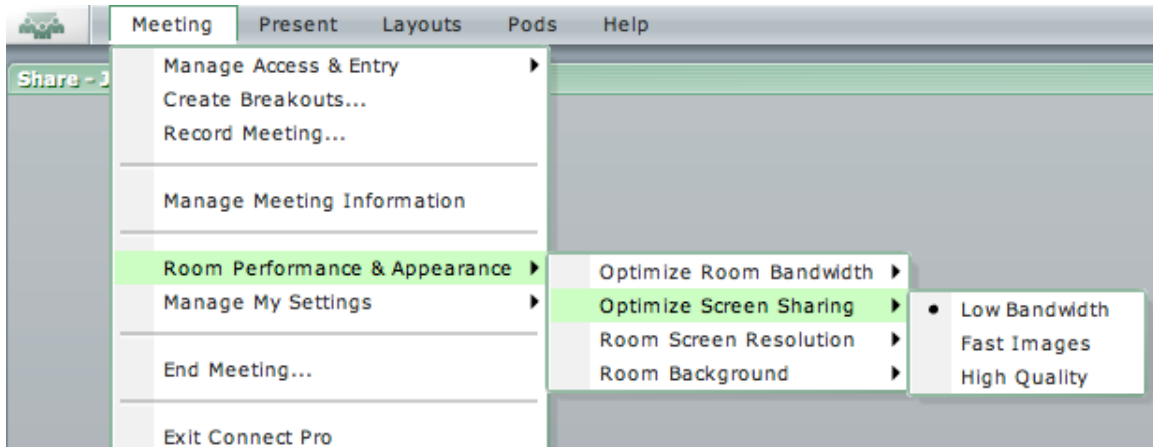 Meeting Present Layouts Pods Help
Share - J
Manage Access & Entry
Create Breakouts...
Record Meeting...
Manage Meeting Information
Room Performance & Appearance
Manage My Settings
End Meeting...
Exit Connect Pro
Optimize Room Bandwidth
Optimize Screen Sharing
Room Screen Resolution
Room Background
Low Bandwidth
Fast Images
High Quality